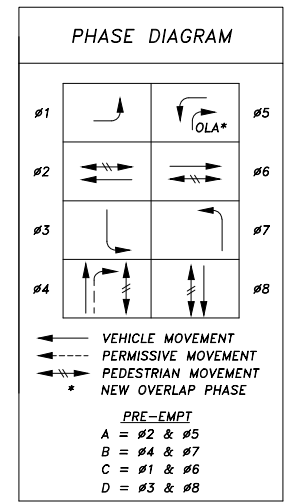 PHASE DIAGRAM
ø1 ø5
OLA*
ø2 ø6
ø3 ø7
ø4 ø8
VEHICLE MOVEMENT
PERMISSIVE MOVEMENT
PEDESTRIAN MOVEMENT
* NEW OVERLAP PHASE
PRE-EMPT
A = ø2 & ø5
B = ø4 & ø7
C = ø1 & ø6
D = ø3 & ø8